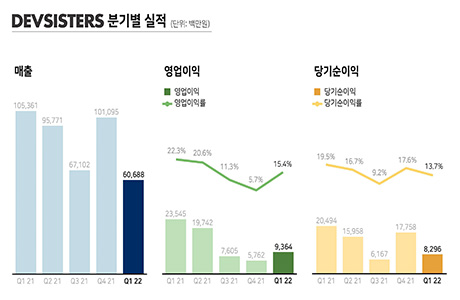 DEVSISTERS 분기별 실적 (단위: 백만원)
매출
105,361
95,771
67,102
101,095
60,688
Q1 21 Q2 21 Q3 21 Q4 21 Q1 22
영업이익
영업이익
영업이익률
22.3% 20.6% 11.3% 5.7% 15.4%
23,545
19,742
7,605
5,762
9,364
Q1 21 Q2 21 Q3 21 Q4 21 Q1 22
당기순이익
당기순이익
당기순이익률
19.5% 16.7% 9.2% 17.6% 13.7%
20,494
15,958
6,167
17,758
8,296
Q1 21 Q2 21 Q3 21 Q4 21 Q1 22